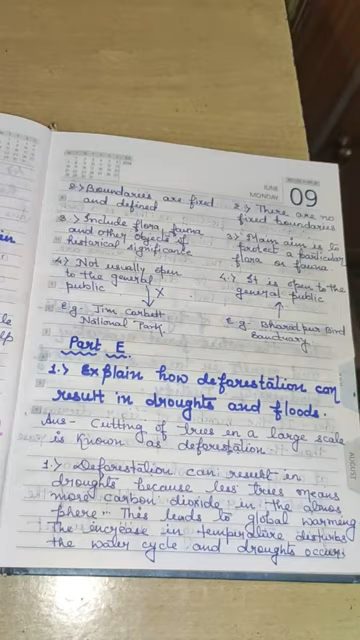 JUNE
MONDAY
09
2.> Boundaries are fixed and defined
2.> There are no fixed boundaries
3.> Include flora, fauna and other objects of historical significance
3.> Main aim is to protect a particular flora or fauna
4.> Not usually open to the general public
4.> It is open to the general public
e.g. Jim Corbett National Park
e.g. Bharatpur Bird Sanctuary
Part E
1.> Explain how deforestation can
result in droughts and floods.
Ans- Cutting of trees in a large scale
is known as deforestation.
1.> Deforestation can result in
droughts because less trees means
more carbon dioxide in the atmos
phere. This leads to global warming
The increase in temperature disturbs
the water cycle and droughts occurs
AUGUST